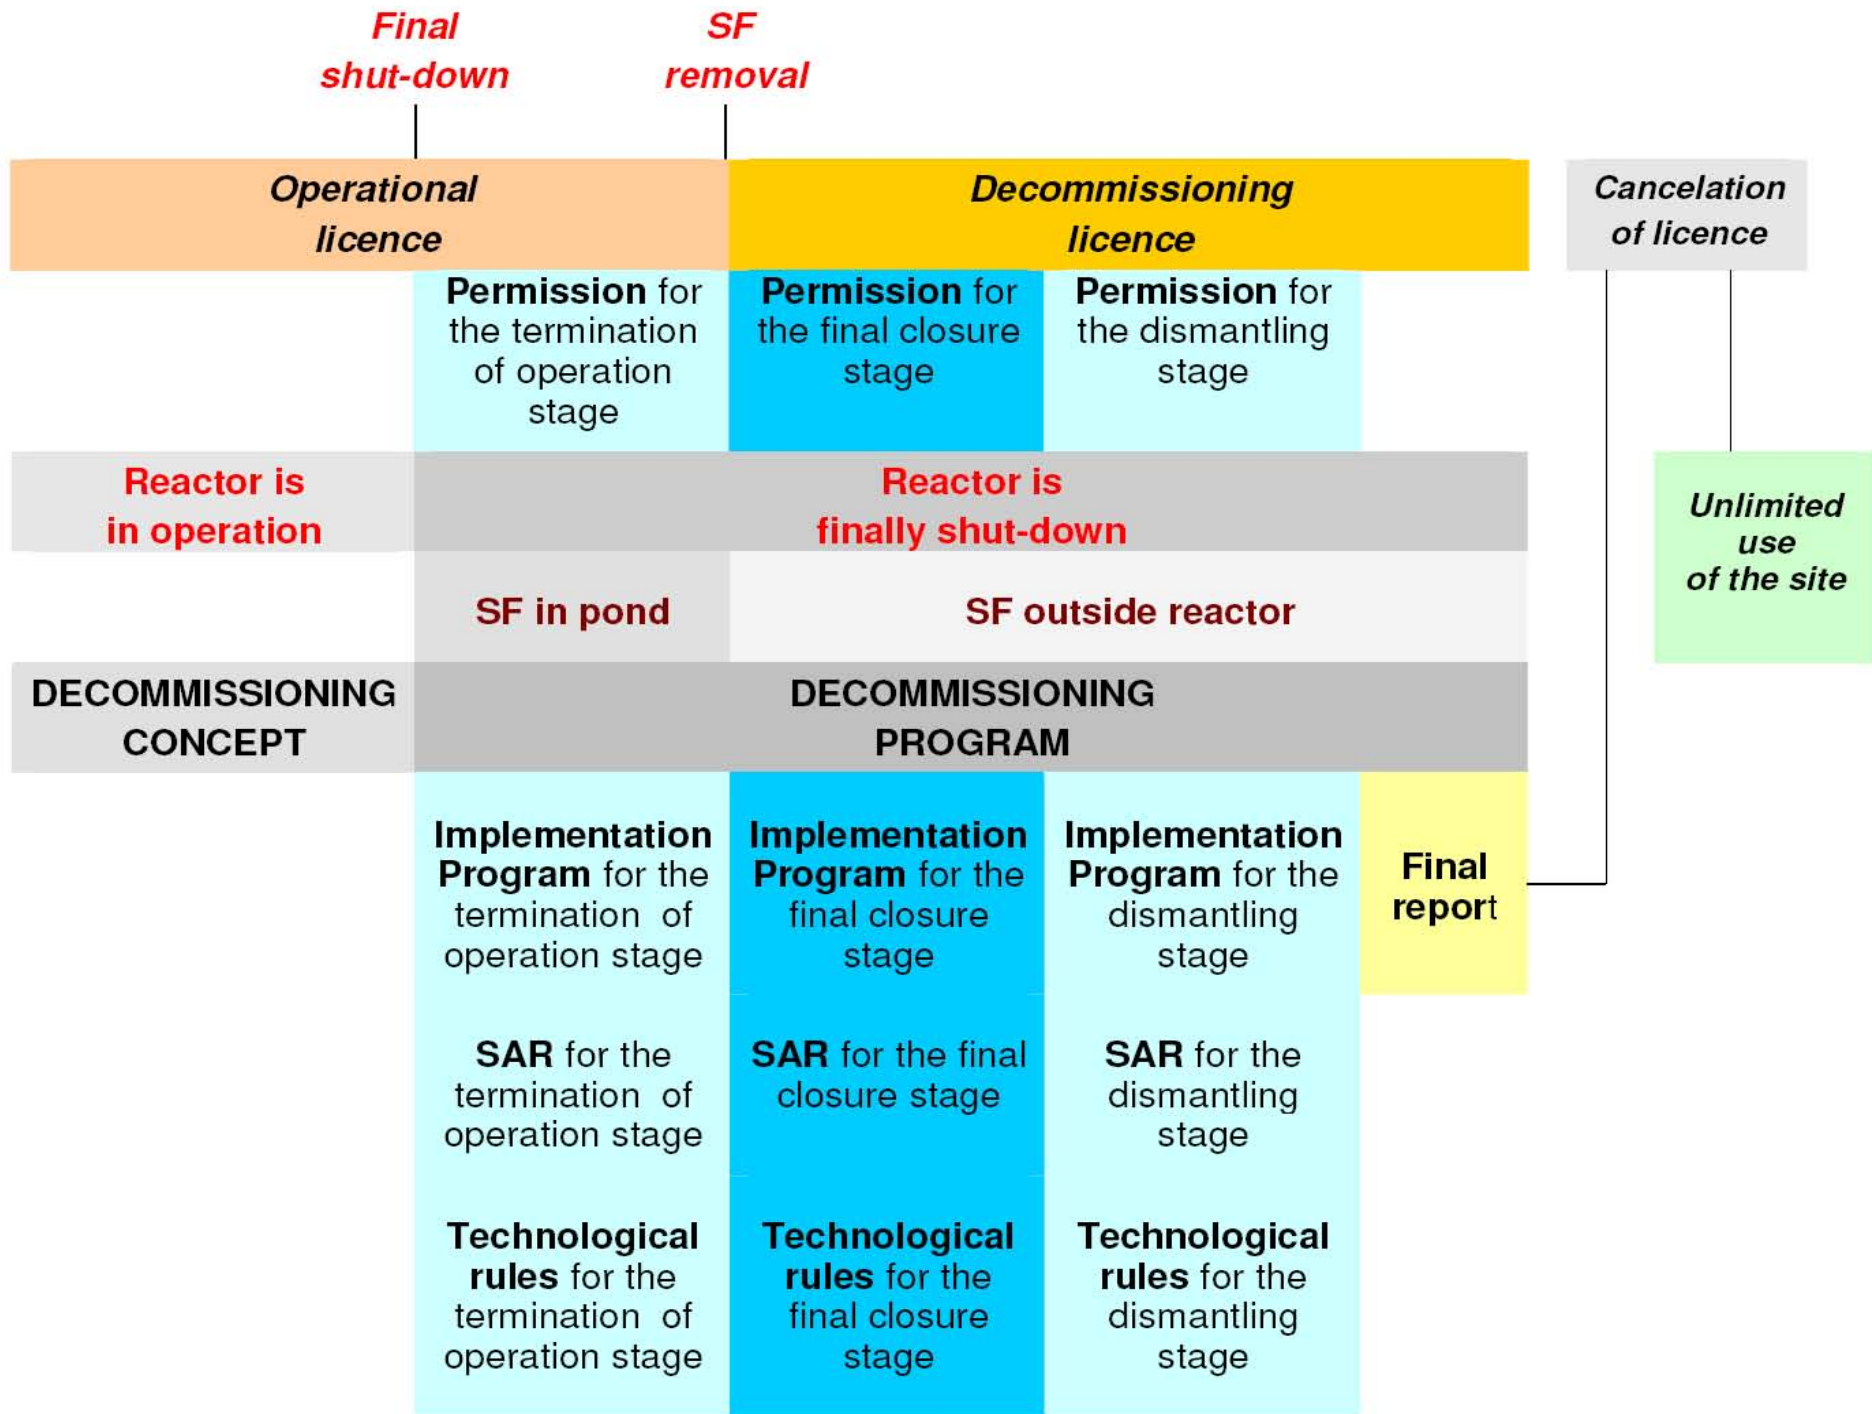 Final
shut-down
SF
removal
Operational
licence
Decommissioning
licence
Cancelation
of licence
Permission for
the termination
of operation
stage
Permission for
the final closure
stage
Permission for
the dismantling
stage
Reactor is
in operation
Reactor is
finally shut-down
Unlimited
use
of the site
SF in pond
SF outside reactor
DECOMMISSIONING
CONCEPT
DECOMMISSIONING
PROGRAM
Implementation
Program for the
termination of
operation stage
Implementation
Program for the
final closure
stage
Implementation
Program for the
dismantling
stage
Final
report
SAR for the
termination of
operation stage
SAR for the final
closure stage
SAR for the
dismantling
stage
Technological
rules for the
termination of
operation stage
Technological
rules for the
final closure
stage
Technological
rules for the
dismantling
stage